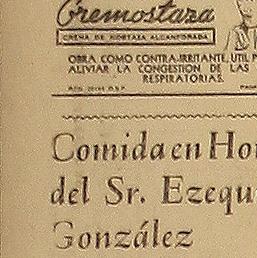 Cremostaza
CREMA DE MOSTAZA ALCANFORADA
OBRA COMO CONTRA-IRRITANTE, UTIL P
ALIVIAR LA CONGESTION DE LAS
RESPIRATORIAS.
Comida en Ho
del Sr. Ezequ
González